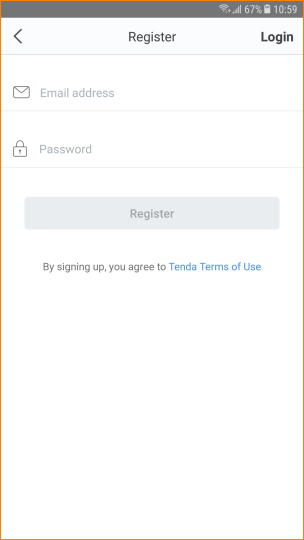 67% 10:59
Register
Login
Email address
Password
Register
By signing up, you agree to Tenda Terms of Use